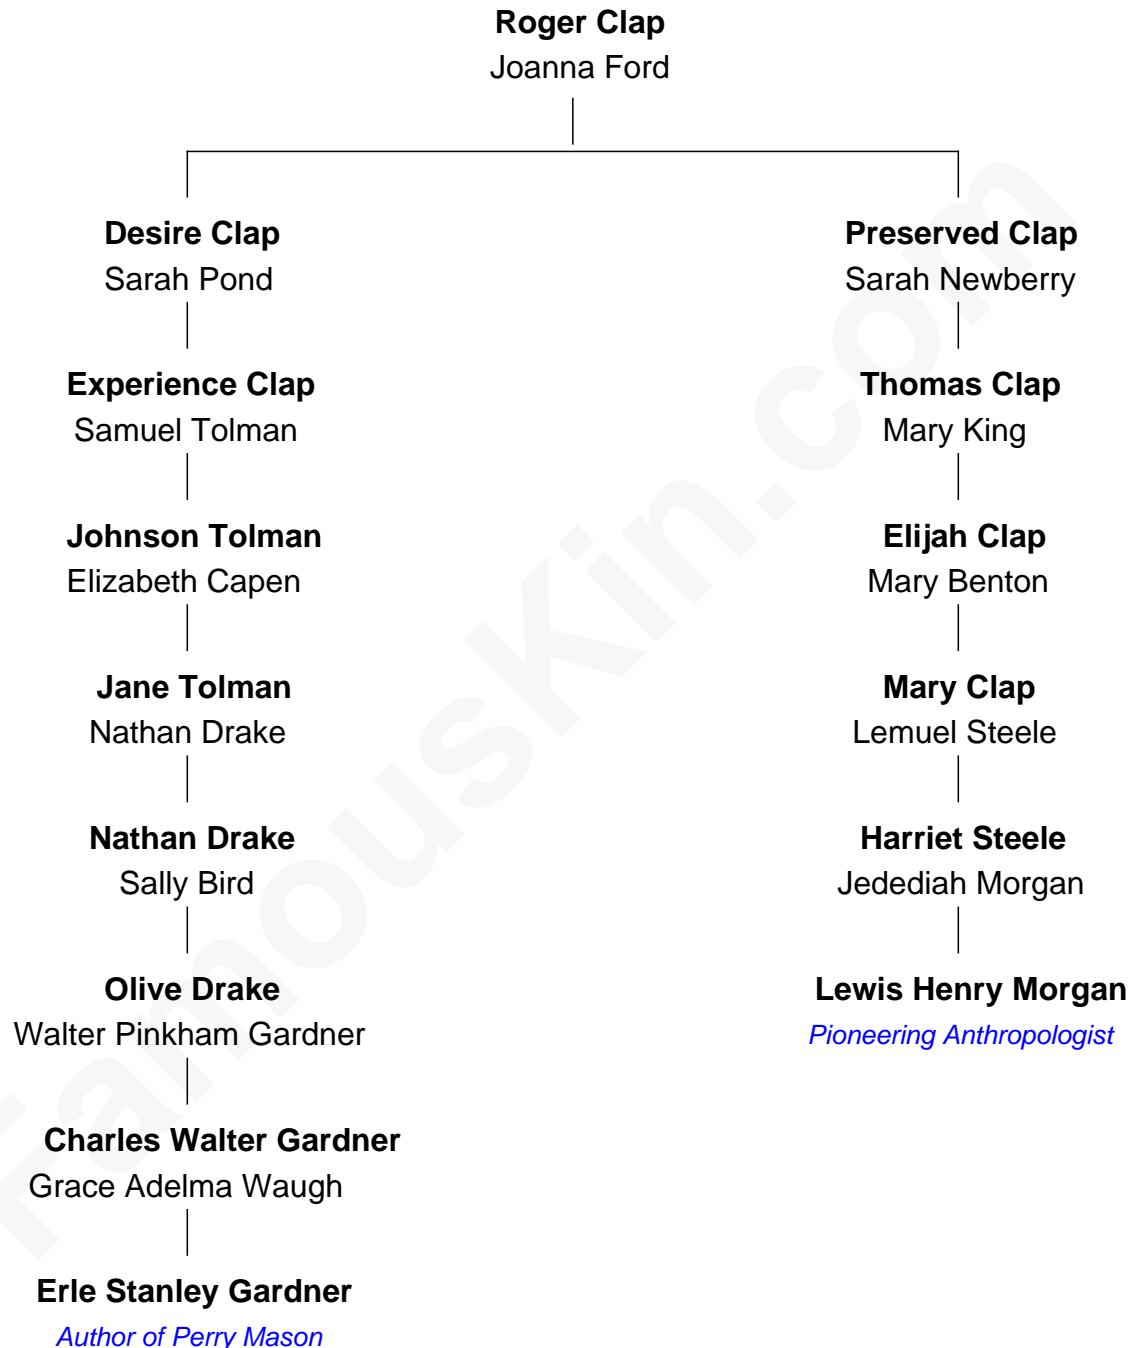 Roger Clap
Joanna Ford
Desire Clap
Sarah Pond
Preserved Clap
Sarah Newberry
Experience Clap
Samuel Tolman
Thomas Clap
Mary King
Johnson Tolman
Elizabeth Capen
Elijah Clap
Mary Benton
Jane Tolman
Nathan Drake
Mary Clap
Lemuel Steele
Nathan Drake
Sally Bird
Harriet Steele
Jedediah Morgan
Olive Drake
Walter Pinkham Gardner
Lewis Henry Morgan
Pioneering Anthropologist
Charles Walter Gardner
Grace Adelma Waugh
Erle Stanley Gardner
Author of Perry Mason
FamousKin.com